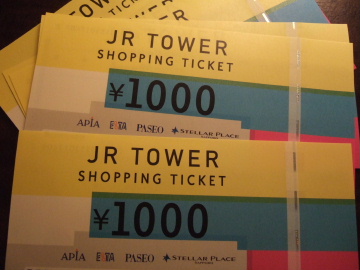 JR TOWER
SHOPPING TICKET
¥1000
APIA ESTA PASEO STELLAR PLACE
JR TOWER
SHOPPING TICKET
¥1000
APIA ESTA PASEO STELLAR PLACE